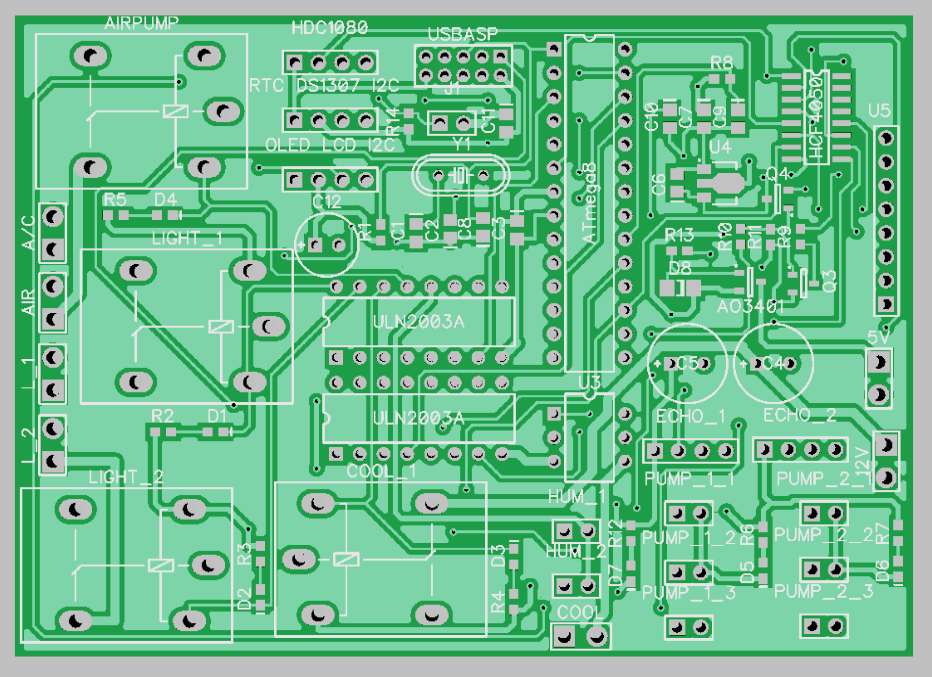 AIRPUMP
HDC1080
USBASP
RTC DS1307 I2C
J1
R14
C11
OLED LCD I2C
Y1
R8
C10
C7
C9
HCF4050
U5
U4
C6
Q4
ATmega8
R5
D4
C12
R1
C1
C2
C8
C3
A/C
LIGHT_1
R13
R10
R11
R9
D8
Q3
AO3401
AIR
ULN2003A
C5
C4
5V
L_1
U3
R2
D1
ULN2003A
ECHO_1
ECHO_2
L_2
COOL_1
12V
LIGHT_2
PUMP_1_1
PUMP_2_1
HUM_1
R12
PUMP_1_2
R6
PUMP_2_2
R7
HUM_2
R3
D3
D7
D5
D6
PUMP_1_3
PUMP_2_3
D2
R4
COOL